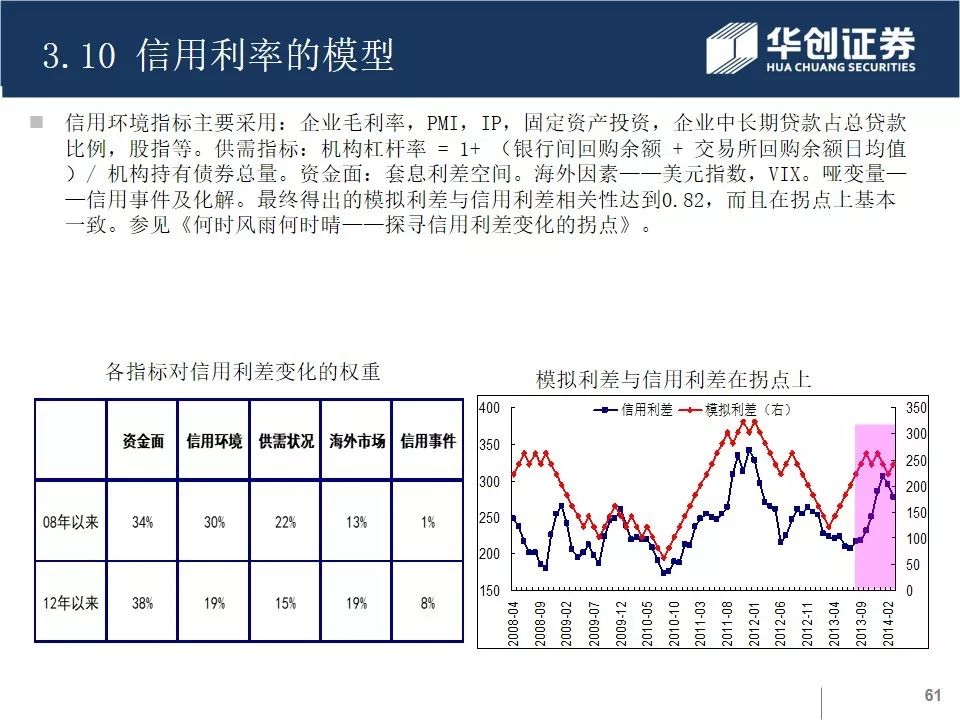 3.10 信用利率的模型
华创证券
HUA CHUANG SECURITIES
信用环境指标主要采用：企业毛利率，PMI，IP，固定资产投资，企业中长期贷款占总贷款
比例，股指等。供需指标：机构杠杆率 = 1+ （银行间回购余额 + 交易所回购余额日均值
）/ 机构持有债券总量。资金面：套息利差空间。海外因素——美元指数，VIX。哑变量—
—信用事件及化解。最终得出的模拟利差与信用利差相关性达到0.82，而且在拐点上基本
一致。参见《何时风雨何时晴——探寻信用利差变化的拐点》。
各指标对信用利差变化的权重
资金面 信用环境 供需状况 海外市场 信用事件
08年以来 34% 30% 22% 13% 1%
12年以来 38% 19% 15% 19% 8%
模拟利差与信用利差在拐点上
信用利差 模拟利差（右）
400
350
300
250
200
150
350
300
250
200
150
100
50
0
2008-04
2008-09
2009-02
2009-07
2009-12
2010-05
2010-10
2011-03
2011-08
2012-01
2012-06
2012-11
2013-04
2013-09
2014-02
61